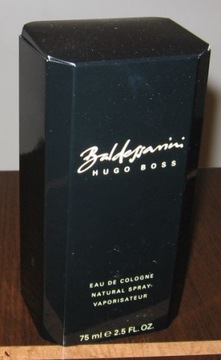 Baldessarini
HUGO BOSS
EAU DE COLOGNE
NATURAL SPRAY-
VAPORISATEUR
75 ml e 2.5 FL. OZ.